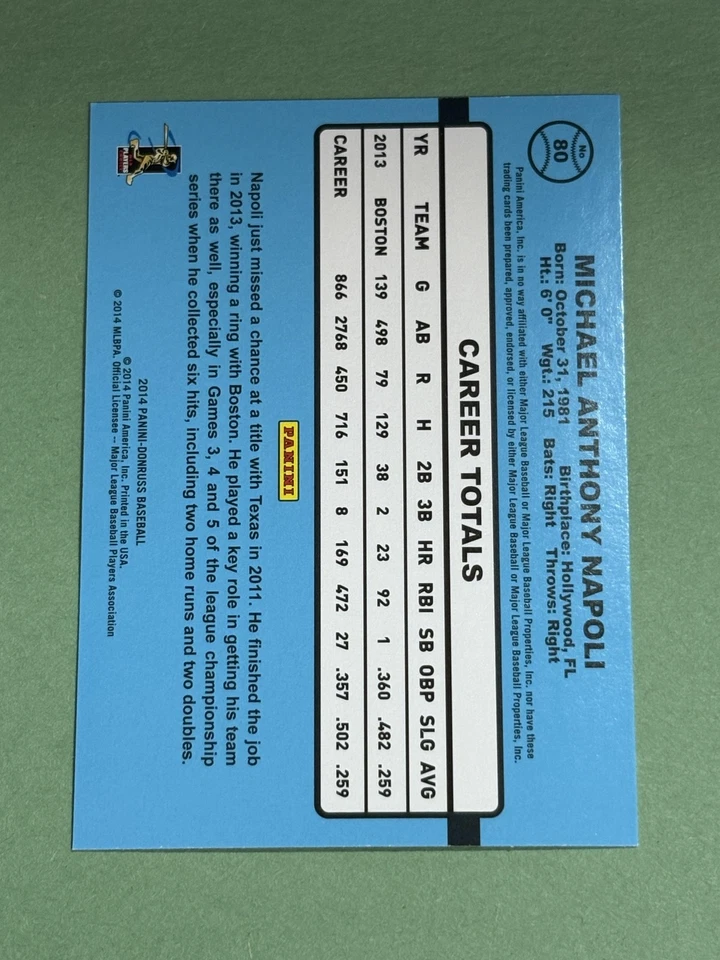 No
80
MICHAEL ANTHONY NAPOLI
Born: October 31, 1981 Birthplace: Hollywood, FL
Ht.: 6' 0" Wgt.: 215 Bats: Right Throws: Right
Panini America, Inc. is in no way affiliated with either Major League Baseball or Major League Baseball Properties, Inc. nor have these
trading cards been prepared, approved, endorsed, or licensed by either Major League Baseball or Major League Baseball Properties, Inc.
CAREER TOTALS
YR TEAM G AB R H 2B 3B HR RBI SB OBP SLG AVG
2013 BOSTON 139 498 79 129 38 2 23 92 1 .360 .482 .259
CAREER 866 2768 450 716 151 8 169 472 27 .357 .502 .259
PANINI
Napoli just missed a chance at a title with Texas in 2011. He finished the job
in 2013, winning a ring with Boston. He played a key role in getting his team
there as well, especially in Games 3, 4 and 5 of the league championship
series when he collected six hits, including two home runs and two doubles.
2014 PANINI-DONRUSS BASEBALL
© 2014 Panini America, Inc. Printed in the USA.
© 2014 MLBPA. Official Licensee – Major League Baseball Players Association
PLAYERS